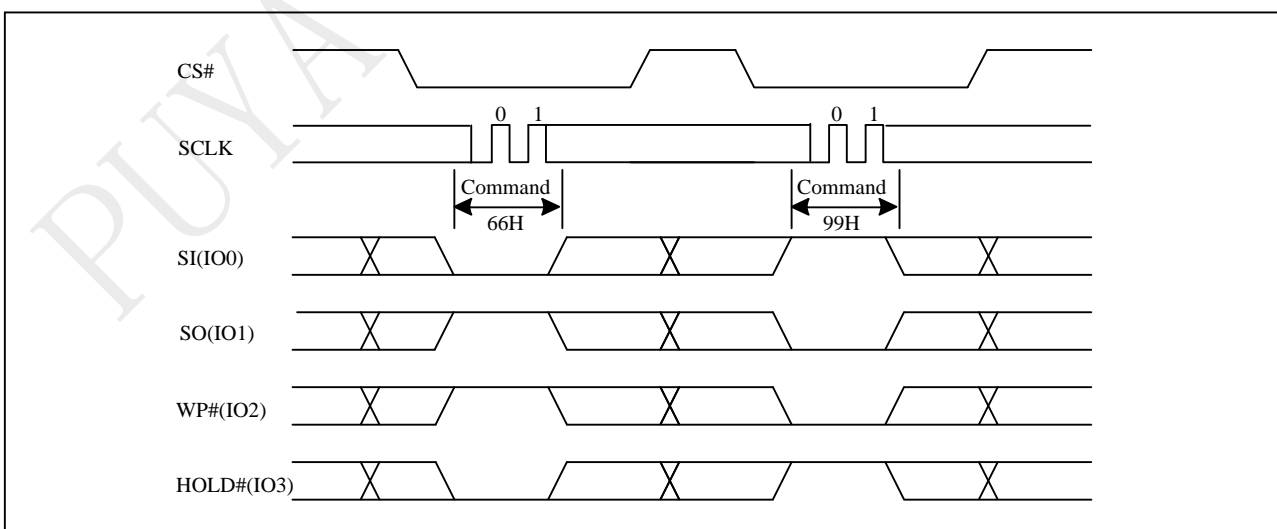 PUYA
CS#
0 1 0 1
SCLK
Command Command
66H 99H
SI(IO0)
SO(IO1)
WP#(IO2)
HOLD#(IO3)